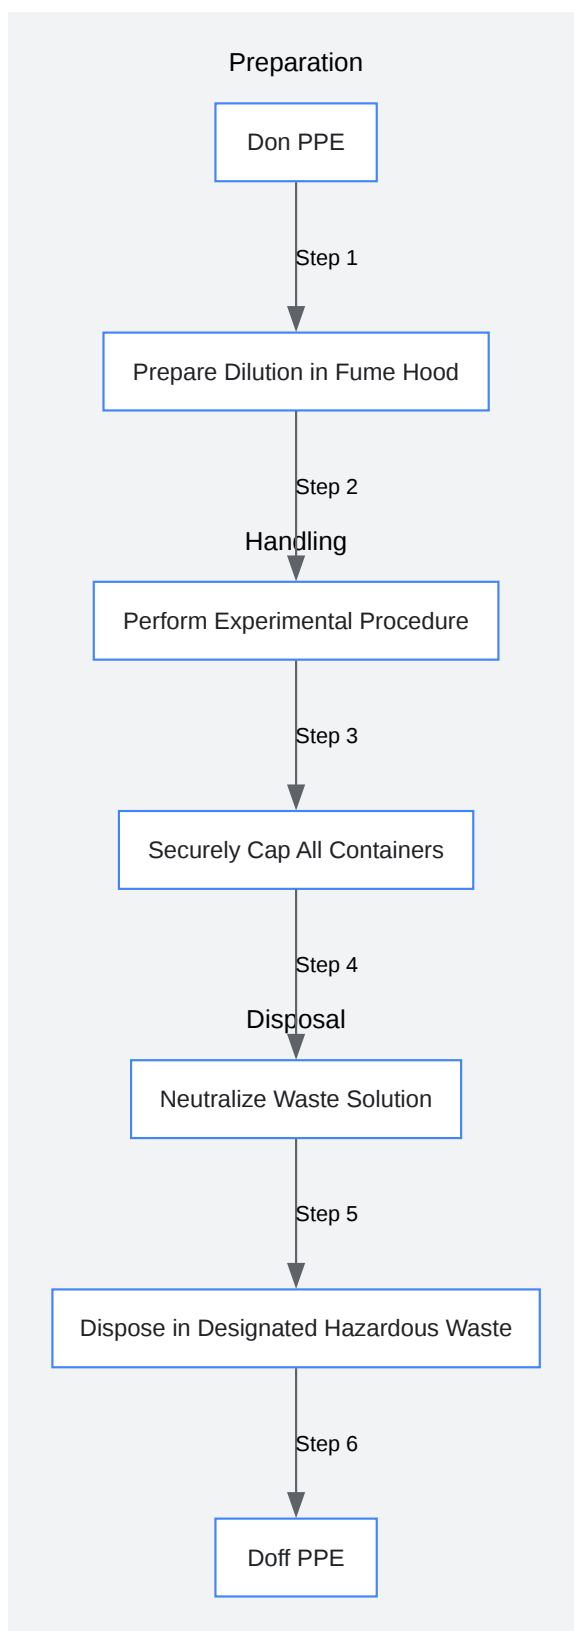 Preparation
Don PPE
Step 1
Prepare Dilution in Fume Hood
Step 2
Handling
Perform Experimental Procedure
Step 3
Securely Cap All Containers
Step 4
Disposal
Neutralize Waste Solution
Step 5
Dispose in Designated Hazardous Waste
Step 6
Doff PPE